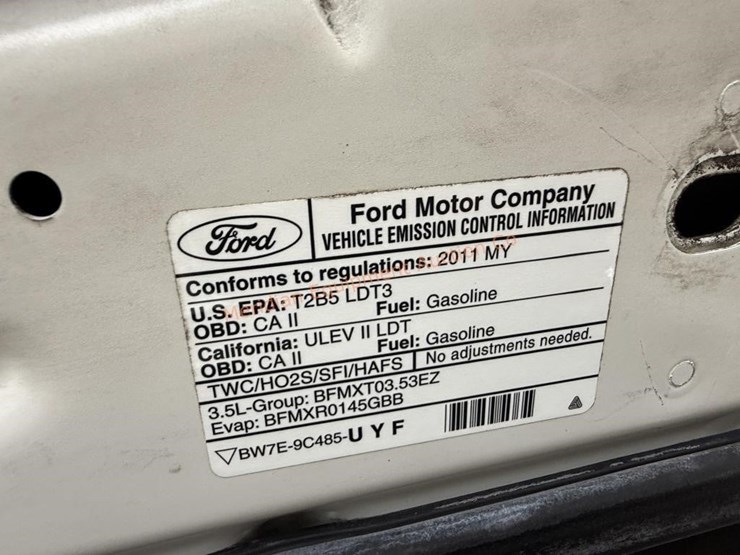 Ford
Ford Motor Company
VEHICLE EMISSION CONTROL INFORMATION
Conforms to regulations: 2011 MY
U.S. EPA: T2B5 LDT3
OBD: CA II Fuel: Gasoline
California: ULEV II LDT
OBD: CA II Fuel: Gasoline
TWC/HO2S/SFI/HAFS No adjustments needed.
3.5L-Group: BFMXT03.53EZ
Evap: BFMXR0145GBB
BW7E-9C485-U Y F